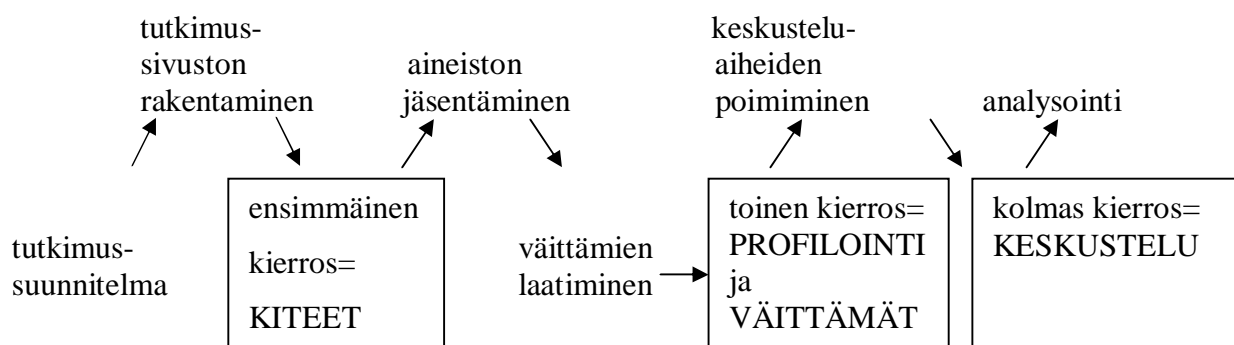 tutkimus-
sivuston
rakentaminen
aineiston
jäsentäminen
keskustelu-
aiheiden
poimiminen
analysointi
tutkimus-
suunnitelma
ensimmäinen
kierros=
KITEET
väittämien
laatiminen
toinen kierros=
PROFILOINTI
ja
VÄITTÄMÄT
kolmas kierros=
KESKUSTELU